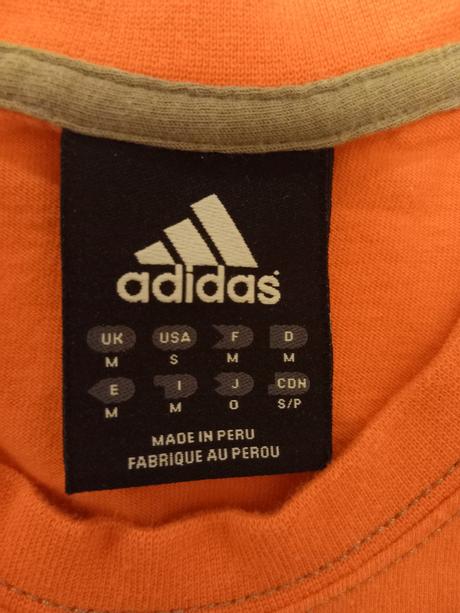 adidas
UK USA F D
M S M M
E I J CDN
M M O S/P
MADE IN PERU
FABRIQUE AU PEROU